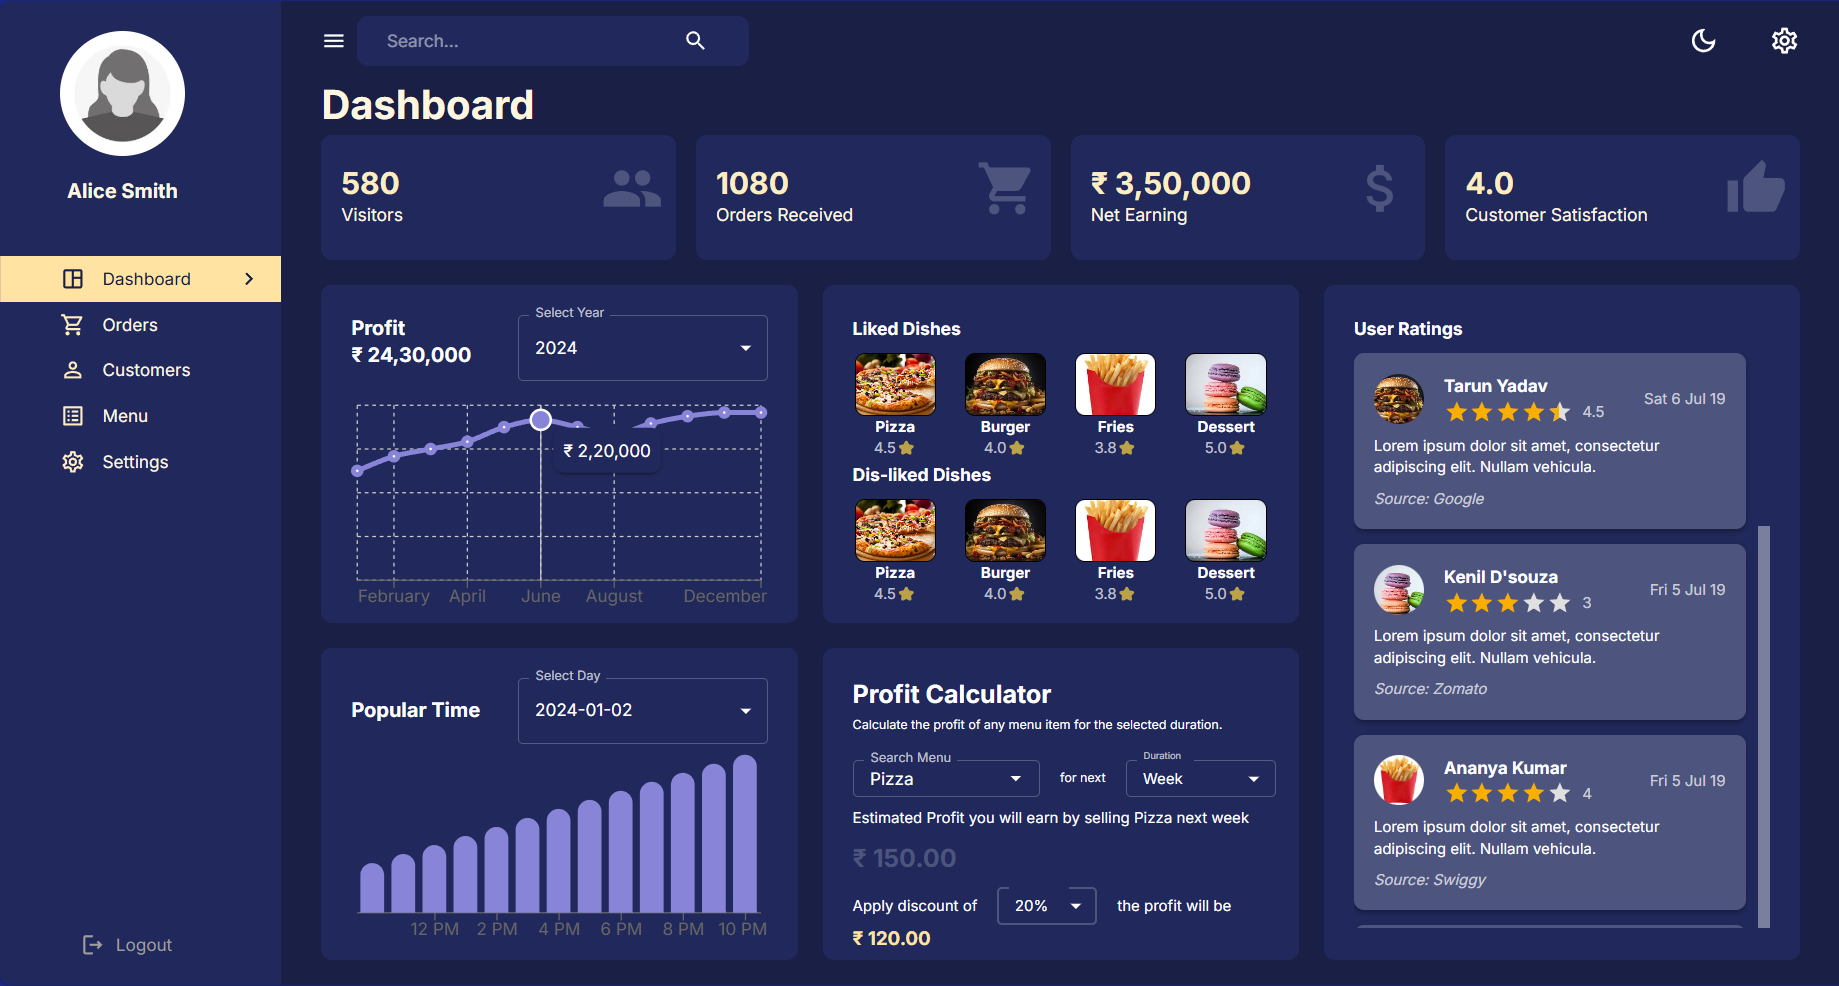 Alice Smith
Dashboard
Orders
Customers
Menu
Settings
Logout
Search...
Dashboard
580
Visitors
1080
Orders Received
₹ 3,50,000
Net Earning
4.0
Customer Satisfaction
Profit
₹ 24,30,000
Select Year
2024
₹ 2,20,000
February April June August December
Liked Dishes
Pizza Burger Fries Dessert
4.5 4.0 3.8 5.0
Dis-liked Dishes
Pizza Burger Fries Dessert
4.5 4.0 3.8 5.0
User Ratings
Tarun Yadav
4.5
Sat 6 Jul 19
Lorem ipsum dolor sit amet, consectetur
adipiscing elit. Nullam vehicula.
Source: Google
Kenil D'souza
3
Fri 5 Jul 19
Lorem ipsum dolor sit amet, consectetur
adipiscing elit. Nullam vehicula.
Source: Zomato
Ananya Kumar
4
Fri 5 Jul 19
Lorem ipsum dolor sit amet, consectetur
adipiscing elit. Nullam vehicula.
Source: Swiggy
Popular Time
Select Day
2024-01-02
12 PM 2 PM 4 PM 6 PM 8 PM 10 PM
Profit Calculator
Calculate the profit of any menu item for the selected duration.
Search Menu
Pizza
for next
Duration
Week
Estimated Profit you will earn by selling Pizza next week
₹ 150.00
Apply discount of 20% the profit will be
₹ 120.00